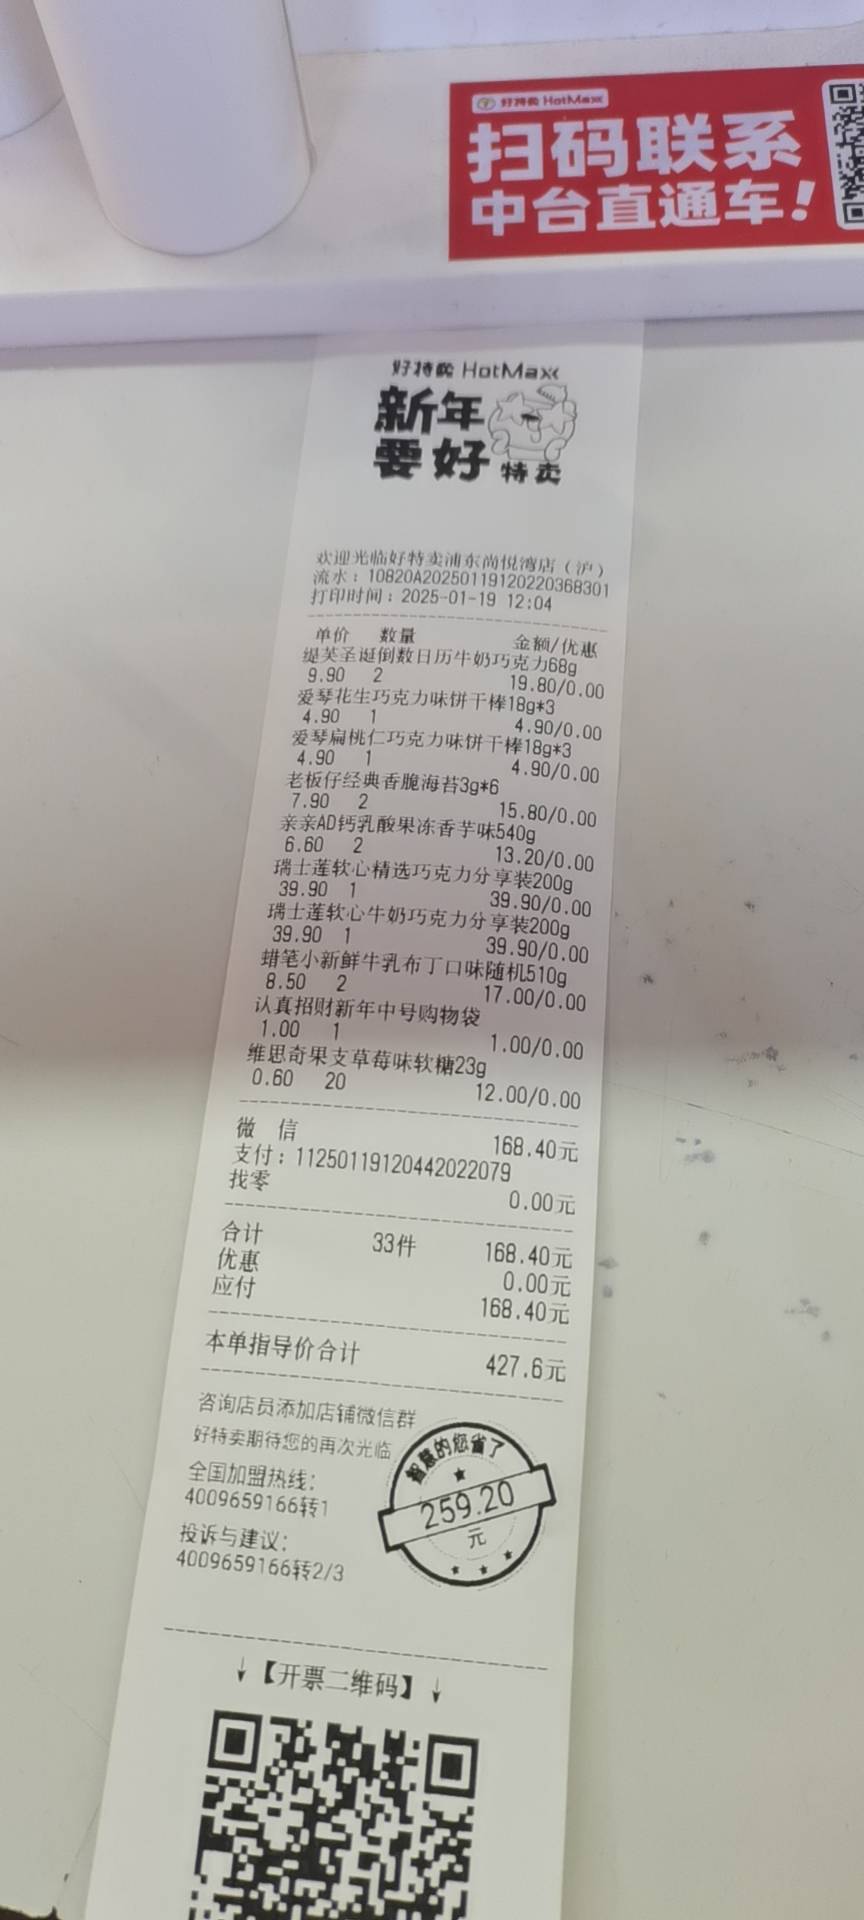 好特卖 HotMaxx
扫码联系
中台直通车!
好特卖 HotMaxx
新年
要好特卖
欢迎光临好特卖浦东尚悦湾店（沪）
流水：10820A20250119120220368301
打印时间：2025-01-19 12:04
单价 数量 金额/优惠
缇芙圣诞倒数日历牛奶巧克力68g
9.90 2 19.80/0.00
爱琴花生巧克力味饼干棒18g*3
4.90 1 4.90/0.00
爱琴扁桃仁巧克力味饼干棒18g*3
4.90 1 4.90/0.00
老板仔经典香脆海苔3g*6
7.90 2 15.80/0.00
亲亲AD钙乳酸果冻香芋味540g
6.60 2 13.20/0.00
瑞士莲软心精选巧克力分享装200g
39.90 1 39.90/0.00
瑞士莲软心牛奶巧克力分享装200g
39.90 1 39.90/0.00
蜡笔小新鲜牛乳布丁口味随机510g
8.50 2 17.00/0.00
认真招财新年中号购物袋
1.00 1 1.00/0.00
维思奇果支草莓味软糖23g
0.60 20 12.00/0.00
微 信 168.40元
支付：11250119120442022079
找零 0.00元
合计 33件 168.40元
优惠 0.00元
应付 168.40元
本单指导价合计 427.6元
咨询店员添加店铺微信群
好特卖期待您的再次光临
全国加盟热线：
4009659166转1
投诉与建议：
4009659166转2/3
智慧的您省了
259.20
元
↓【开票二维码】↓